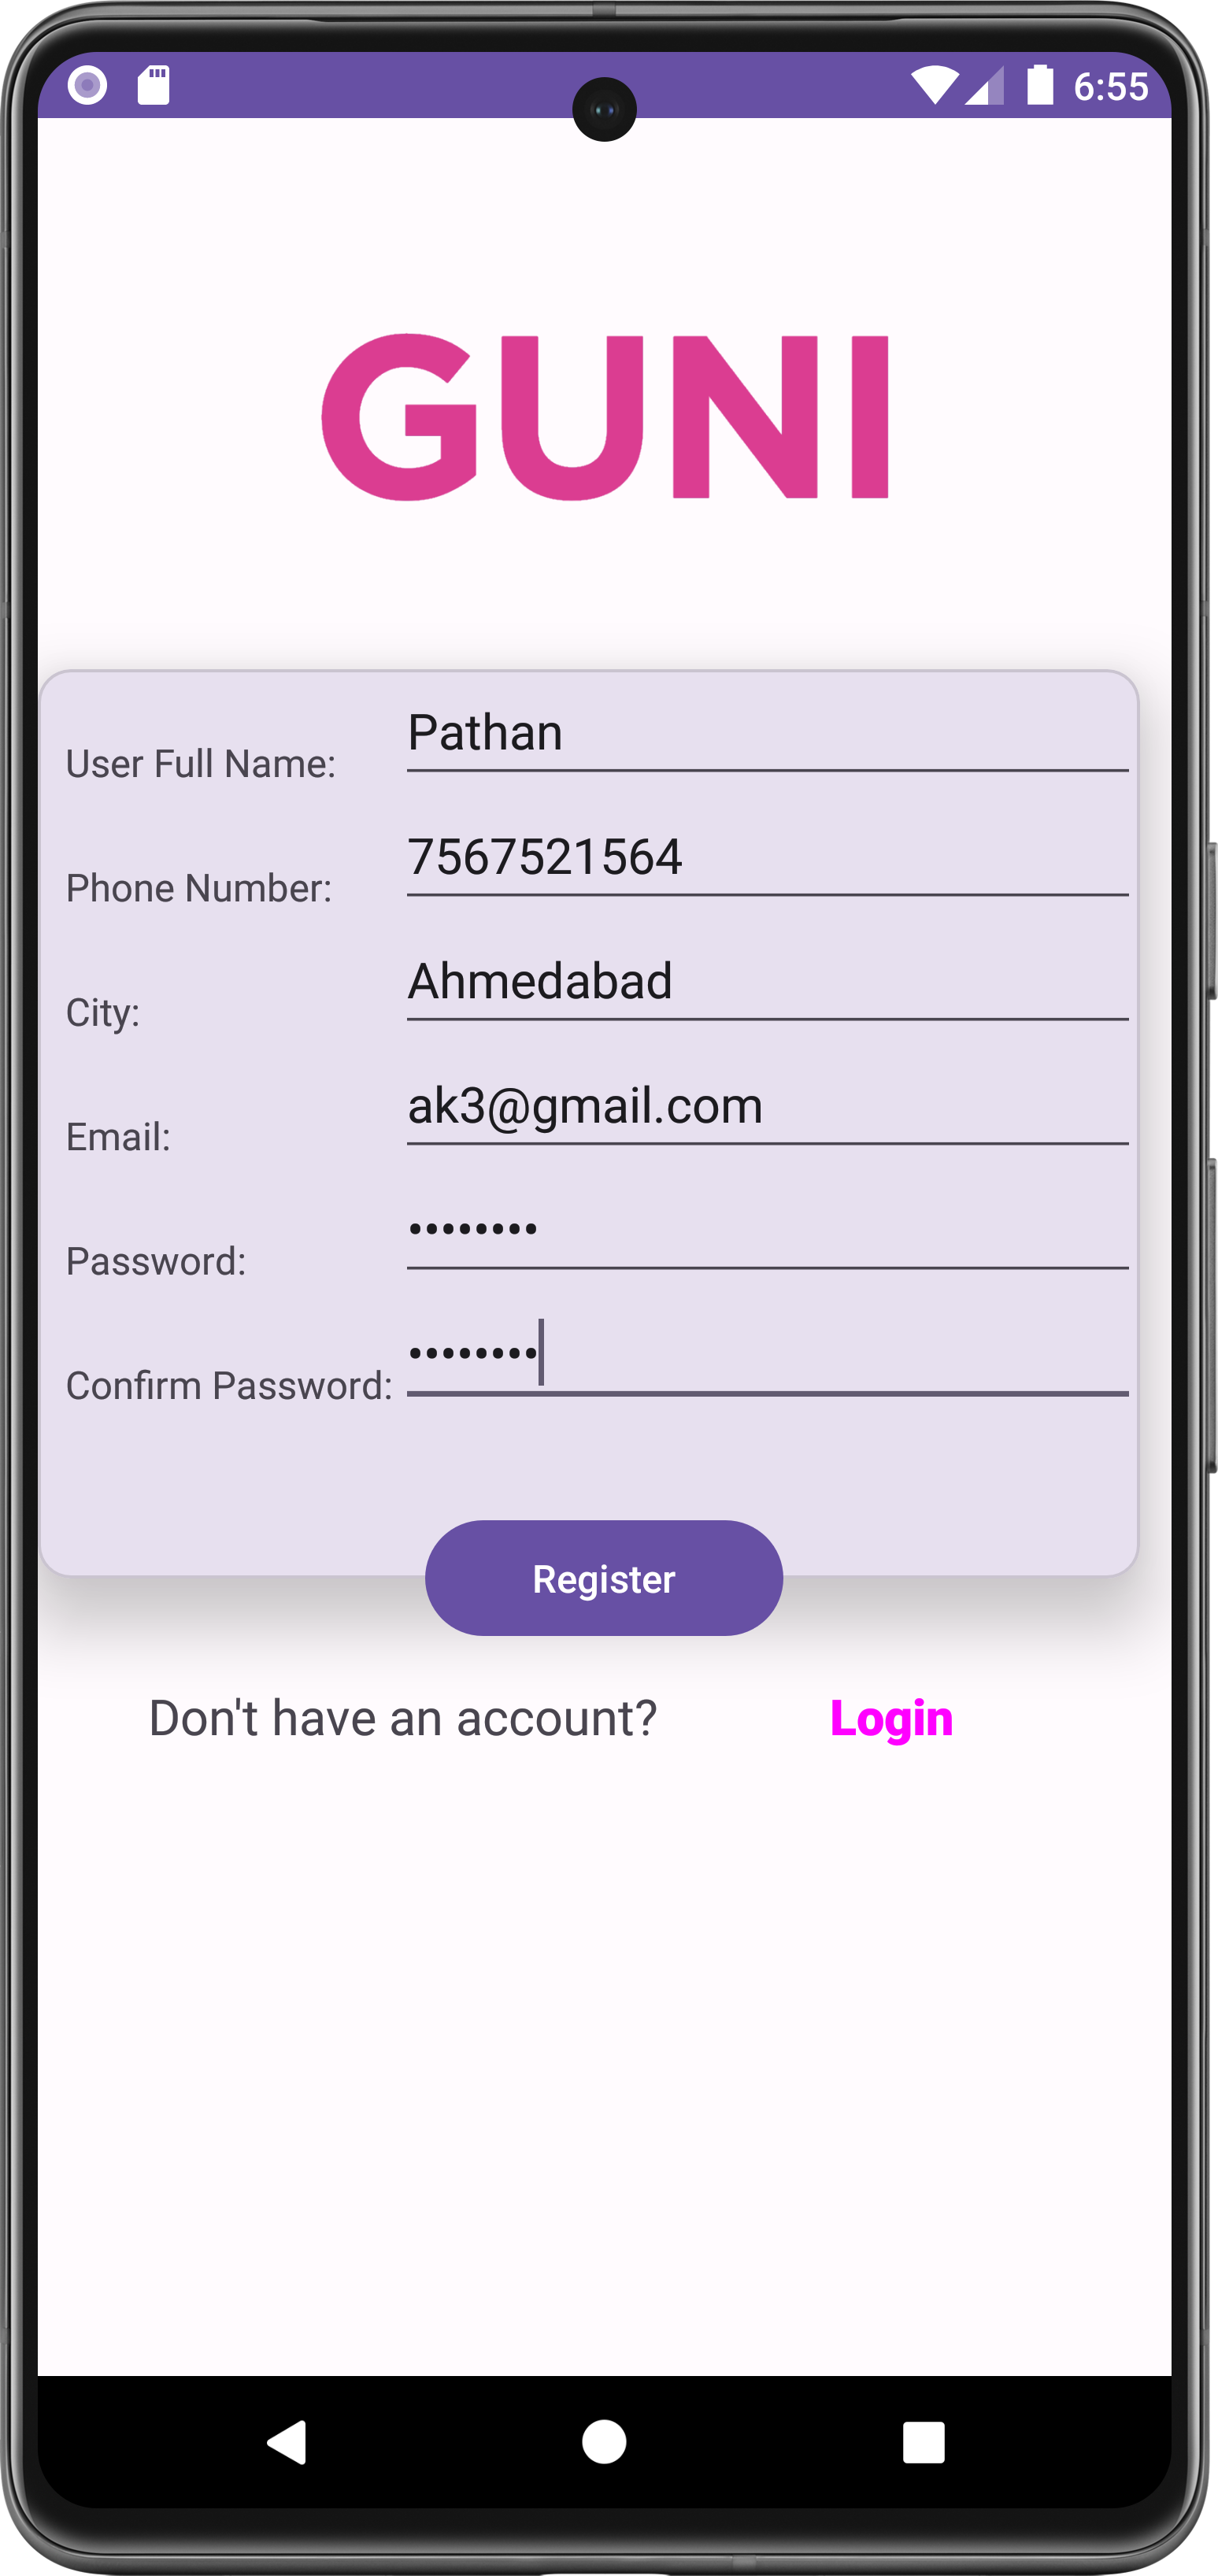 6:55
GUNI
User Full Name: Pathan
Phone Number: 7567521564
City: Ahmedabad
Email: ak3@gmail.com
Password: ••••••••
Confirm Password: ••••••••
Register
Don't have an account? Login